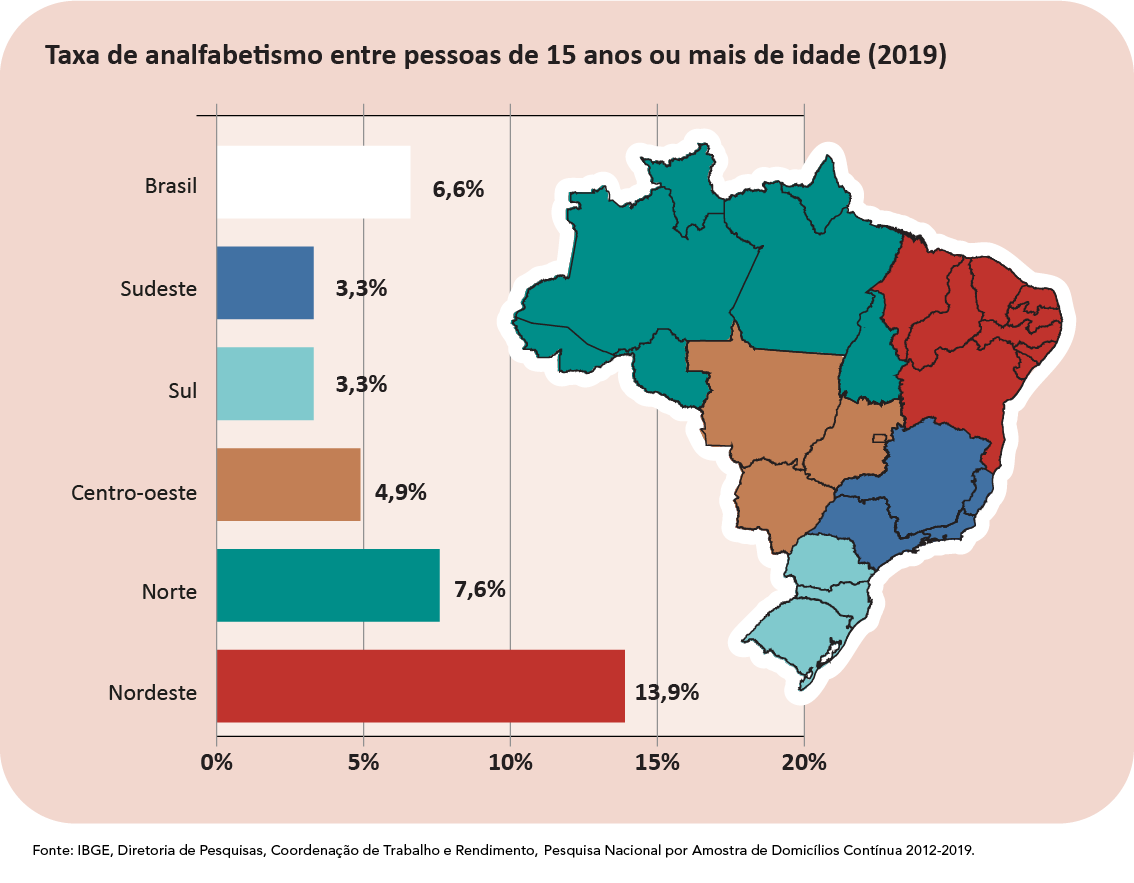 Taxa de analfabetismo entre pessoas de 15 anos ou mais de idade (2019)
Brasil 6,6%
Sudeste 3,3%
Sul 3,3%
Centro-oeste 4,9%
Norte 7,6%
Nordeste 13,9%
0% 5% 10% 15% 20%
Fonte: IBGE, Diretoria de Pesquisas, Coordenação de Trabalho e Rendimento, Pesquisa Nacional por Amostra de Domicílios Contínua 2012-2019.